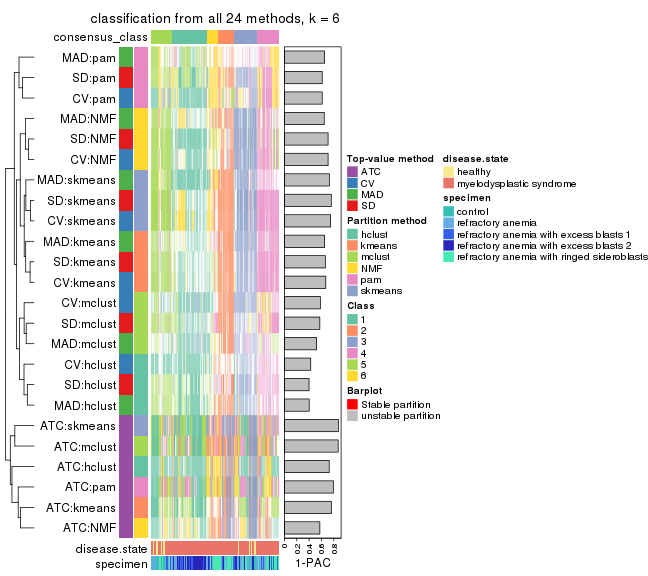 classification from all 24 methods, k = 6
consensus_class
MAD:pam
SD:pam
CV:pam
MAD:NMF
SD:NMF
CV:NMF
MAD:skmeans
SD:skmeans
CV:skmeans
MAD:kmeans
SD:kmeans
CV:kmeans
CV:mclust
SD:mclust
MAD:mclust
CV:hclust
SD:hclust
MAD:hclust
ATC:skmeans
ATC:mclust
ATC:hclust
ATC:pam
ATC:kmeans
ATC:NMF
disease.state
specimen
0
0.2
0.4
0.6
0.8
1-PAC
Top-value method
ATC
CV
MAD
SD
Partition method
hclust
kmeans
mclust
NMF
pam
skmeans
Class
1
2
3
4
5
6
Barplot
Stable partition
unstable partition
disease.state
healthy
myelodysplastic syndrome
specimen
control
refractory anemia
refractory anemia with excess blasts 1
refractory anemia with excess blasts 2
refractory anemia with ringed sideroblasts